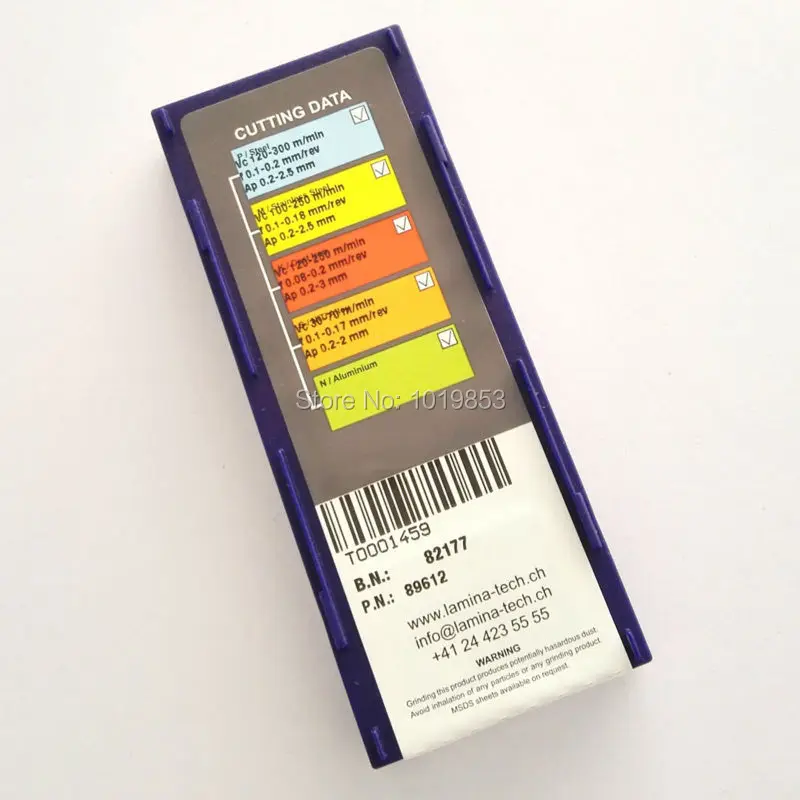 CUTTING DATA
P / Steel
Vc 120-300 m/min
f 0.1-0.2 mm/rev
Ap 0.2-2.5 mm
M / Stainless Steel
Vc 100-250 m/min
f 0.1-0.18 mm/rev
Ap 0.2-2.5 mm
Vc 120-250 m/min
f 0.08-0.2 mm/rev
Ap 0.2-3 mm
Vc 30-70 m/min
f 0.1-0.17 mm/rev
Ap 0.2-2 mm
N / Aluminium
Store No: 1019853
T0001459
B.N.: 82177
P.N.: 89612
www.lamina-tech.ch
info@lamina-tech.ch
+41 24 423 55 55
WARNING
Grinding this product produces potentially hazardous dust.
Avoid inhalation of any particles or any grinding product.
MSDS sheets available on request.